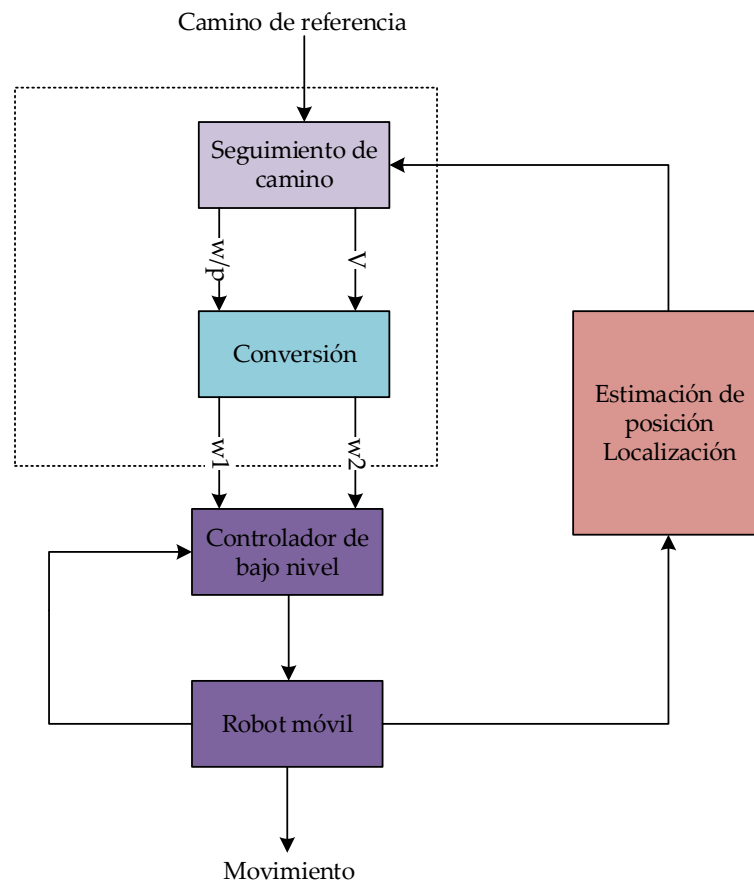 Camino de referencia
Seguimiento de
camino
w/p
V
Conversión
w1
w2
Controlador de
bajo nivel
Robot móvil
Movimiento
Estimación de
posición
Localización